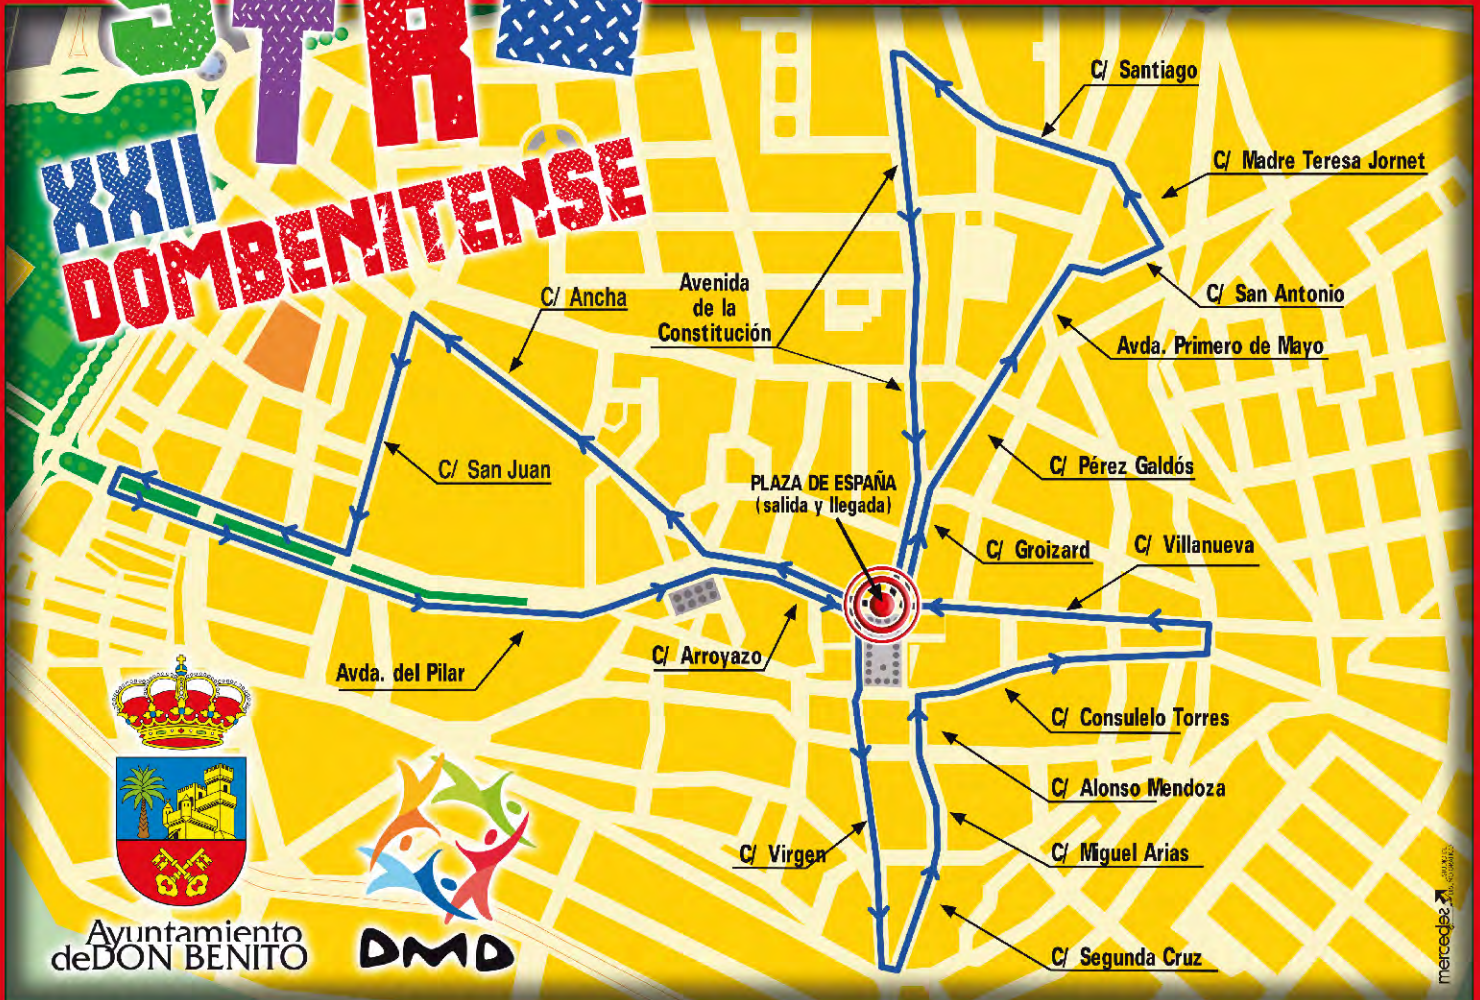 STR
XXII
DOMBENITENSE
C/ Santiago
C/ Madre Teresa Jornet
C/ Ancha
Avenida
de la
Constitución
C/ San Antonio
Avda. Primero de Mayo
C/ San Juan
C/ Pérez Galdós
PLAZA DE ESPAÑA
(salida y llegada)
C/ Groizard
C/ Villanueva
C/ Arroyazo
Avda. del Pilar
C/ Consulelo Torres
C/ Alonso Mendoza
C/ Virgen
C/ Miguel Arias
C/ Segunda Cruz
Ayuntamiento
deDON BENITO
DMD
mercedes